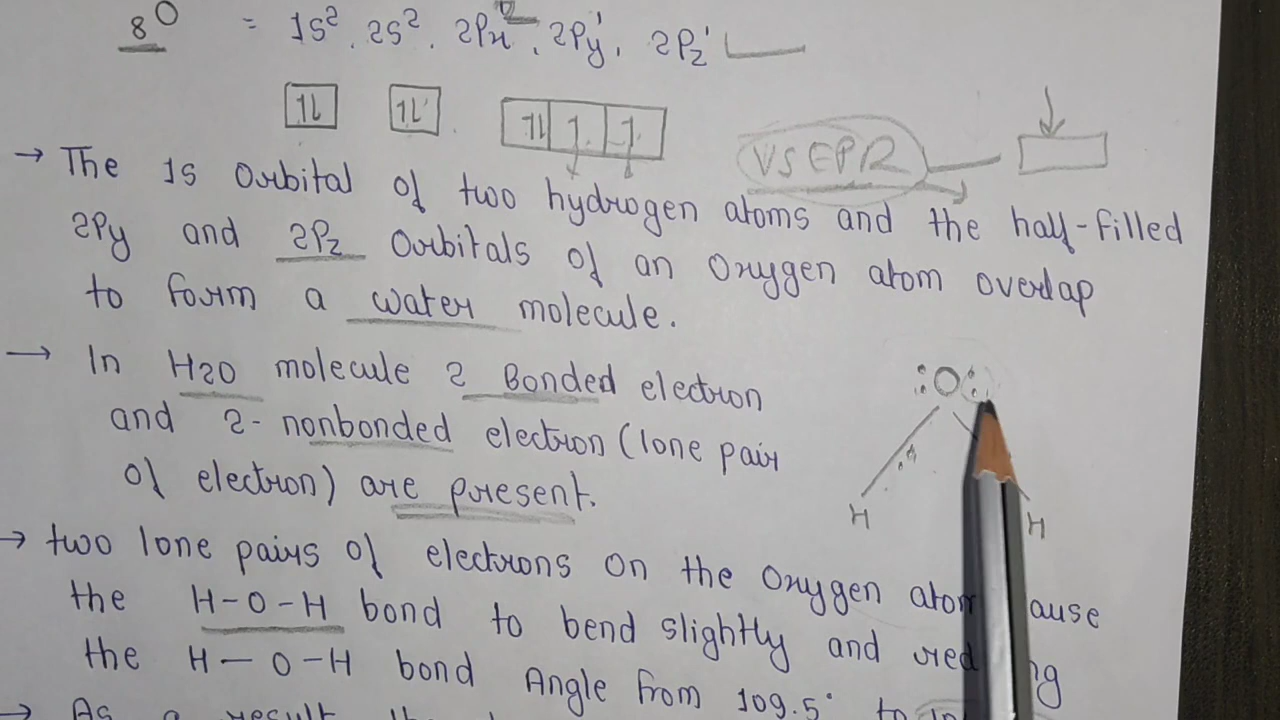 8O = 1s², 2s², 2Px², 2Py¹, 2Pz¹
1l 1l 1l 1 1
VSEPR
→ The 1s Orbital of two hydrogen atoms and the half-filled
2Py and 2Pz Orbitals of an Oxygen atom overlap
to form a water molecule.
→ In H2O molecule 2 Bonded electron
and 2-nonbonded electron (lone pair
of electron) are present.
:O:
H H
→ two lone pairs of electrons on the Oxygen atom
the H-O-H bond to bend slightly and
the H-O-H bond Angle from 109.5° to
→ As a result